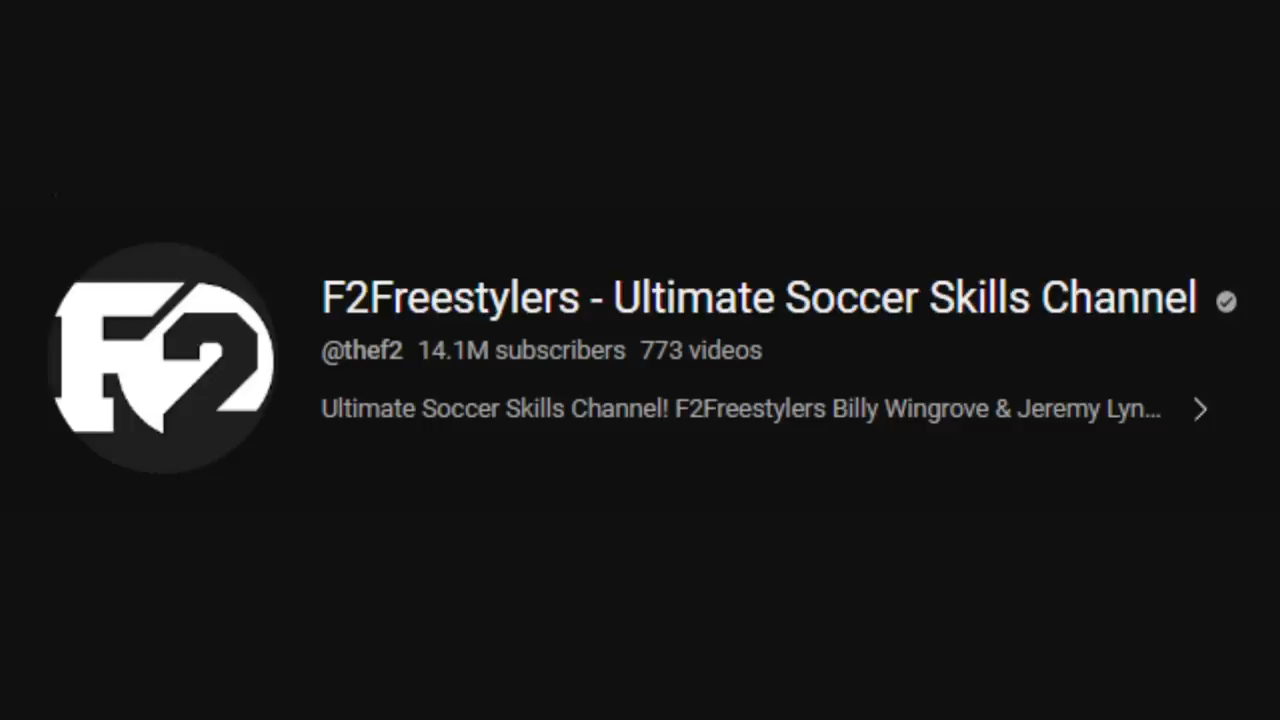 F2
F2Freestylers - Ultimate Soccer Skills Channel
@thef2 14.1M subscribers 773 videos
Ultimate Soccer Skills Channel! F2Freestylers Billy Wingrove & Jeremy Lyn...